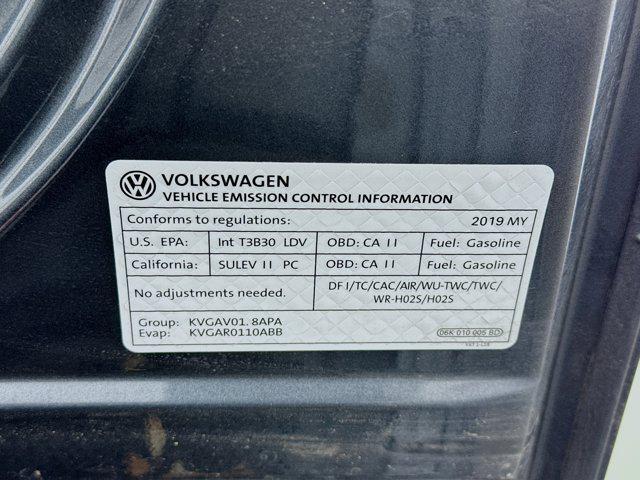 VOLKSWAGEN
VEHICLE EMISSION CONTROL INFORMATION
Conforms to regulations: 2019 MY
U.S. EPA: Int T3B30 LDV OBD: CA II Fuel: Gasoline
California: SULEV II PC OBD: CA II Fuel: Gasoline
No adjustments needed. DF I/TC/CAC/AIR/WU-TWC/TWC/
WR-HO2S/HO2S
Group: KVGAV01.8APA
Evap: KVGAR0110ABB
06K 010 005 BD